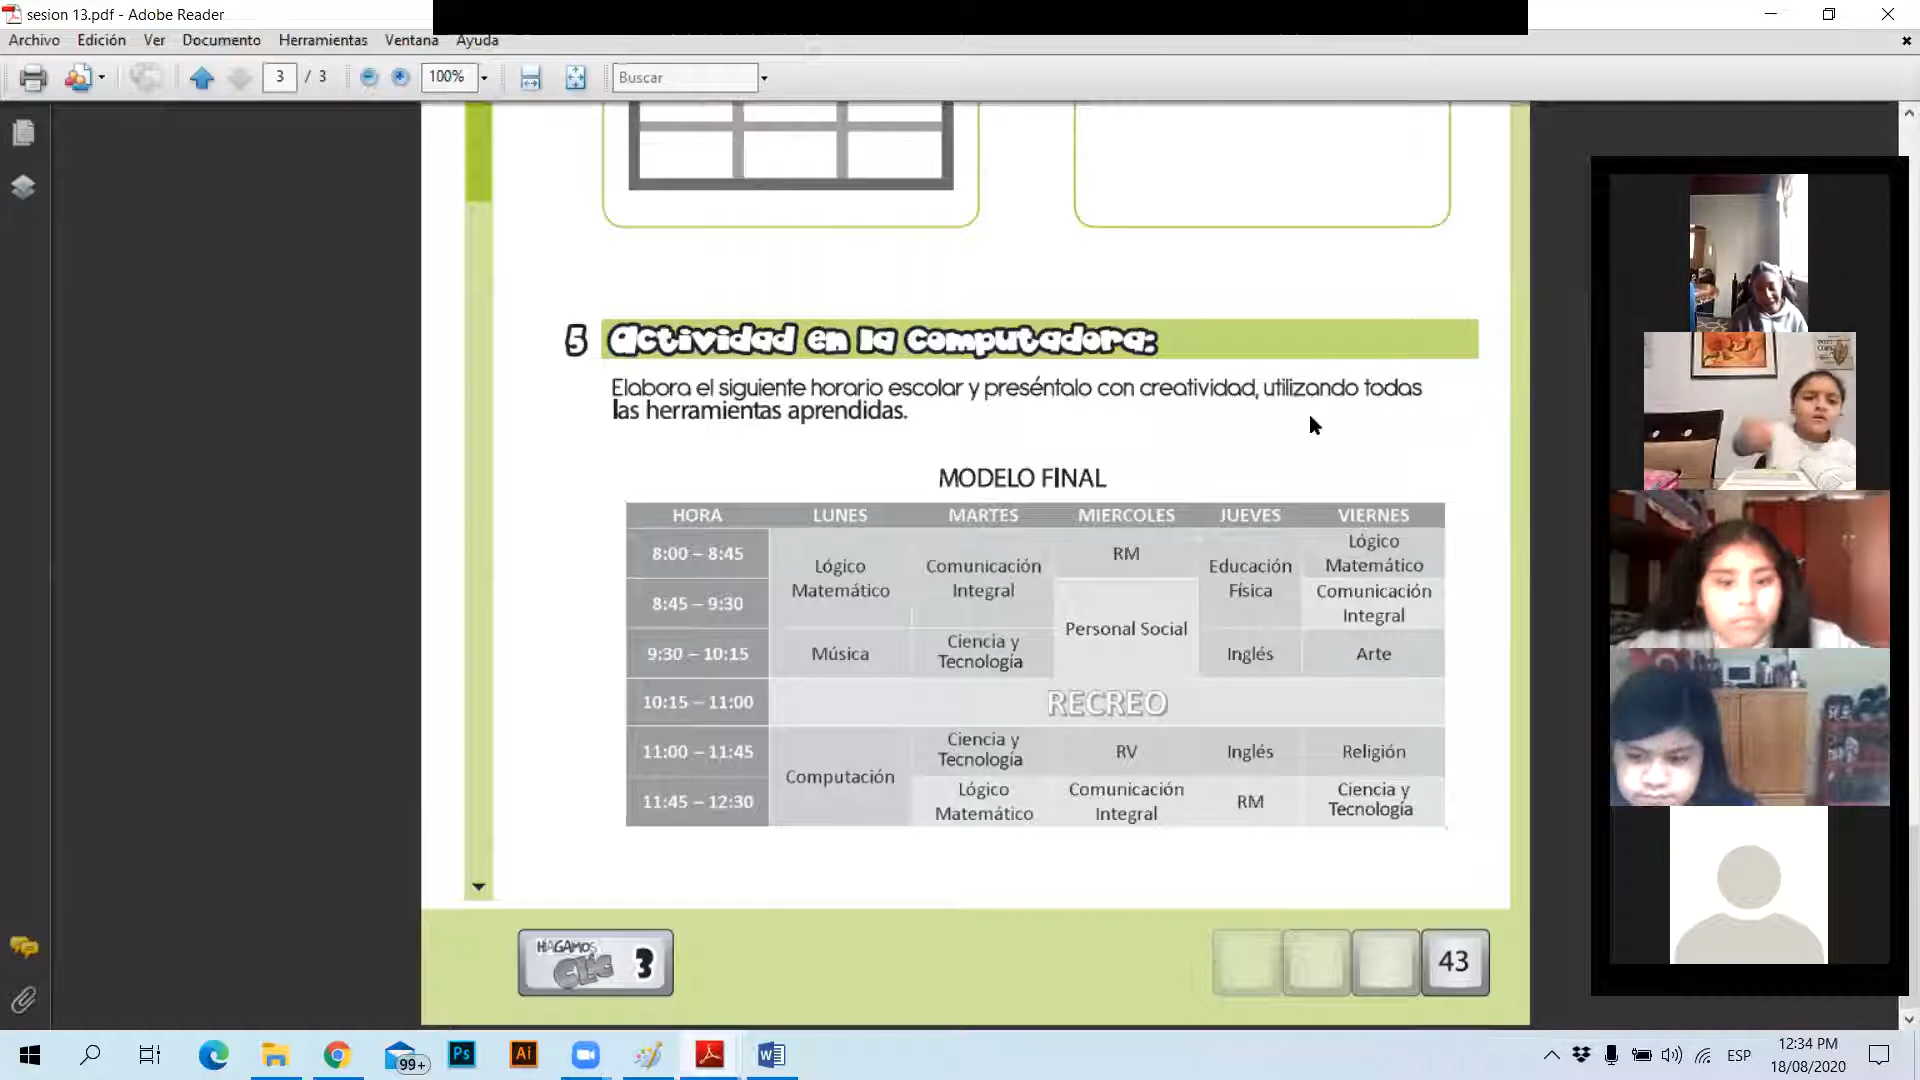 sesion 13.pdf - Adobe Reader
Archivo Edición Ver Documento Herramientas Ventana Ayuda
3 / 3 100% Buscar
5 Actividad en la computadora:
Elabora el siguiente horario escolar y preséntalo con creatividad, utilizando todas
las herramientas aprendidas.
MODELO FINAL
HORA LUNES MARTES MIERCOLES JUEVES VIERNES
8:00 – 8:45 Lógico Matemático Comunicación Integral RM Educación Física Lógico Matemático
8:45 – 9:30 Personal Social Comunicación Integral
9:30 – 10:15 Música Ciencia y Tecnología Inglés Arte
10:15 – 11:00 RECREO
11:00 – 11:45 Computación Ciencia y Tecnología RV Inglés Religión
11:45 – 12:30 Lógico Matemático Comunicación Integral RM Ciencia y Tecnología
HAGAMOS
CLIC 3
43
99+ Ps Ai ESP
12:34 PM
18/08/2020